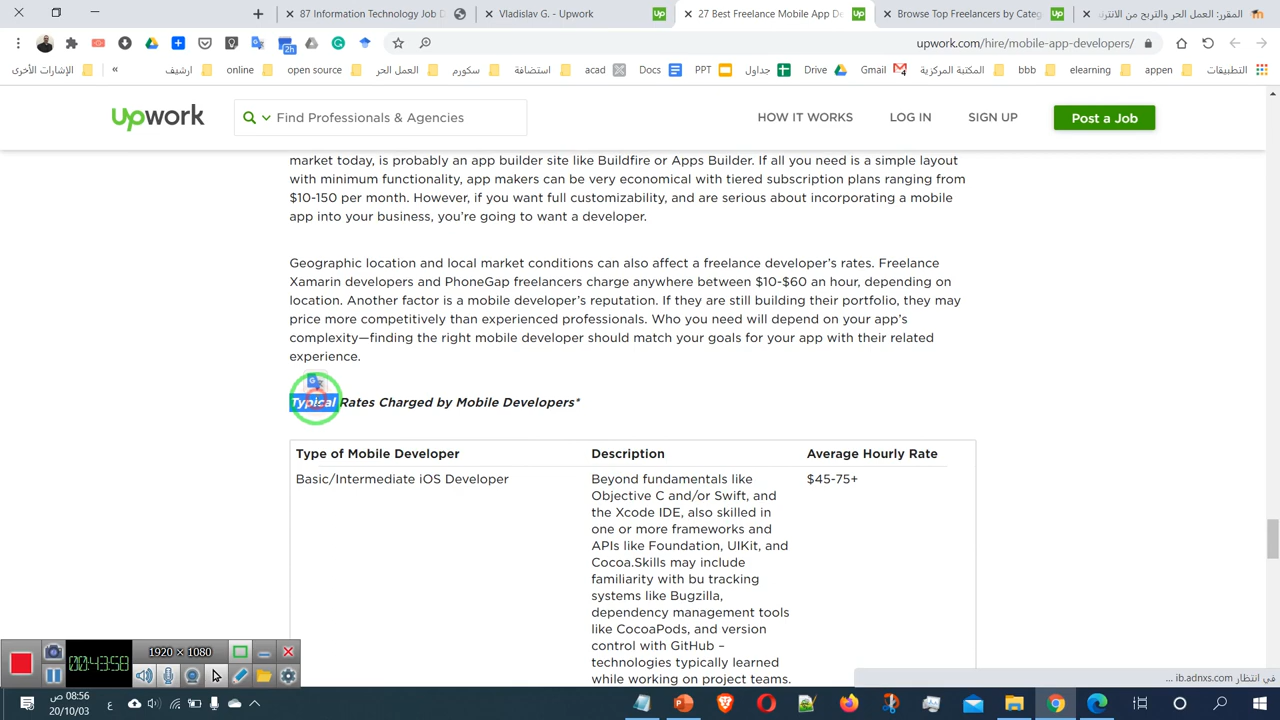 87 Information Technology Job D
Vladislav G. - Upwork
27 Best Freelance Mobile App De
Browse Top Freelancers by Categ
المقرر: العمل الحر والتربح من الانترنت
upwork.com/hire/mobile-app-developers/
2h
التطبيقات
appen
elearning
bbb
المكتبة المركزية
Gmail
Drive
جداول
PPT
Docs
acad
استضافة
سكورم
العمل الحر
open source
online
ارشيف
»
الإشارات الأخرى
Upwork
Find Professionals & Agencies
HOW IT WORKS
LOG IN
SIGN UP
Post a Job
market today, is probably an app builder site like Buildfire or Apps Builder. If all you need is a simple layout
with minimum functionality, app makers can be very economical with tiered subscription plans ranging from
$10-150 per month. However, if you want full customizability, and are serious about incorporating a mobile
app into your business, you're going to want a developer.
Geographic location and local market conditions can also affect a freelance developer's rates. Freelance
Xamarin developers and PhoneGap freelancers charge anywhere between $10-$60 an hour, depending on
location. Another factor is a mobile developer's reputation. If they are still building their portfolio, they may
price more competitively than experienced professionals. Who you need will depend on your app's
complexity—finding the right mobile developer should match your goals for your app with their related
experience.
Typical Rates Charged by Mobile Developers*
Type of Mobile Developer
Description
Average Hourly Rate
Basic/Intermediate iOS Developer
Beyond fundamentals like
Objective C and/or Swift, and
the Xcode IDE, also skilled in
one or more frameworks and
APIs like Foundation, UIKit, and
Cocoa.Skills may include
familiarity with bu tracking
systems like Bugzilla,
dependency management tools
like CocoaPods, and version
control with GitHub –
technologies typically learned
while working on project teams.
$45-75+
1920 × 1080
00:43:58
في انتظار ib.adnxs.com ...
08:56 ص
20/10/03
ع